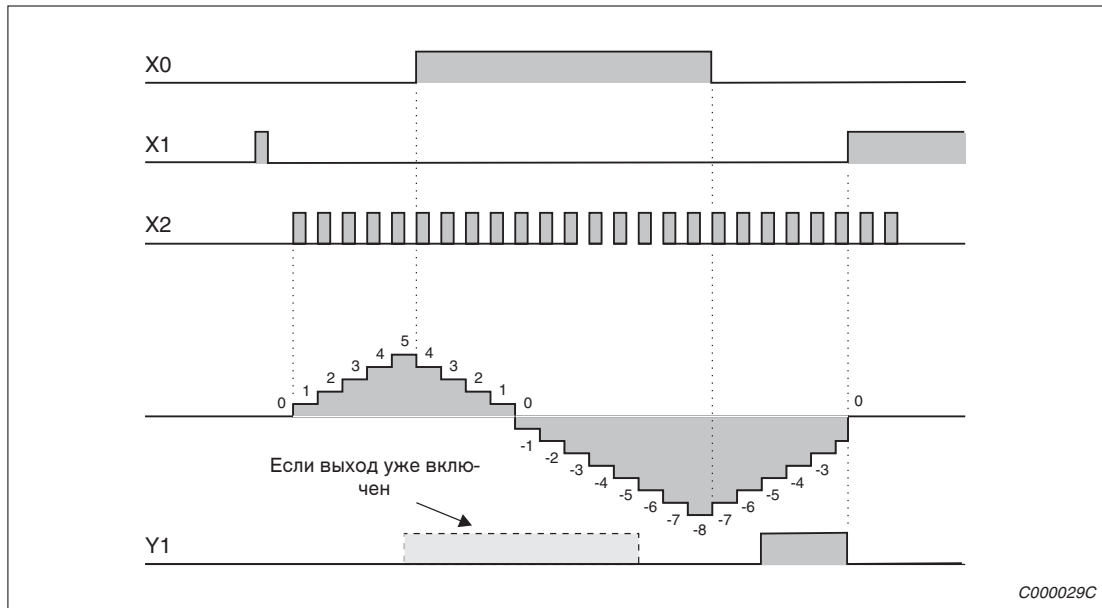 X0
X1
X2
0 1 2 3 4 5 4 3 2 1 0
-1 -2 -3 -4 -5 -6 -7 -8 -7 -6 -5 -4 -3 0
Если выход уже вклю-
чен
Y1
C000029C